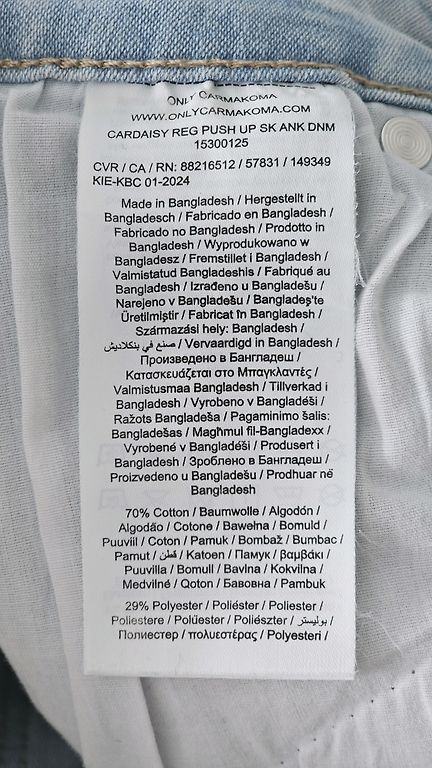 ONLY CARMAKOMA
WWW.ONLYCARMAKOMA.COM
CARDAISY REG PUSH UP SK ANK DNM
15300125
CVR / CA / RN: 88216512 / 57831 / 149349
KIE-KBC 01-2024
Made in Bangladesh / Hergestellt in
Bangladesch / Fabricado en Bangladesh /
Fabricado no Bangladesh / Prodotto in
Bangladesh / Wyprodukowano w
Bangladesz / Fremstillet i Bangladesh /
Valmistatud Bangladeshis / Fabriqué au
Bangladesh / Izrađeno u Bangladešu /
Narejeno v Bangladešu / Bangladeş'te
Üretilmiştir / Fabricat în Bangladesh /
Származási hely: Bangladesh /
صنع في بنكلاديش / Vervaardigd in Bangladesh /
Произведено в Бангладеш /
Κατασκευάζεται στο Μπαγκλαντές /
Valmistusmaa Bangladesh / Tillverkad i
Bangladesh / Vyrobeno v Bangladéši /
Ražots Bangladeša / Pagaminimo šalis:
Bangladešas / Magħmul fil-Bangladexx /
Vyrobené v Bangladéši / Produsert i
Bangladesh / Зроблено в Бангладеш /
Proizvedeno u Bangladešu / Prodhuar në
Bangladesh
70% Cotton / Baumwolle / Algodón /
Algodão / Cotone / Bawełna / Bomuld /
Puuviil / Coton / Pamuk / Bombaž / Bumbac /
Pamut / قطن / Katoen / Памук / βαμβάκι /
Puuvilla / Bomull / Bavlna / Kokvilna /
Medvilnė / Qoton / Бавовна / Pambuk
29% Polyester / Poliéster / Poliester /
Poliestere / Polüester / Poliészter / بوليستر /
Полиестер / πολυεστέρας / Polyesteri /